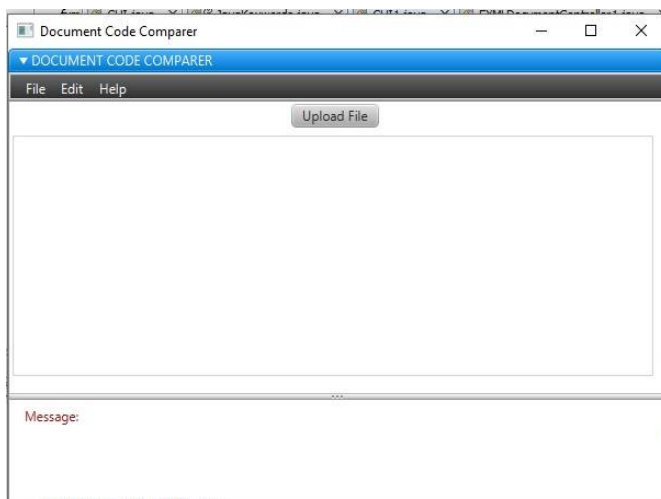 Document Code Comparer
DOCUMENT CODE COMPARER
File Edit Help
Upload File
Message: